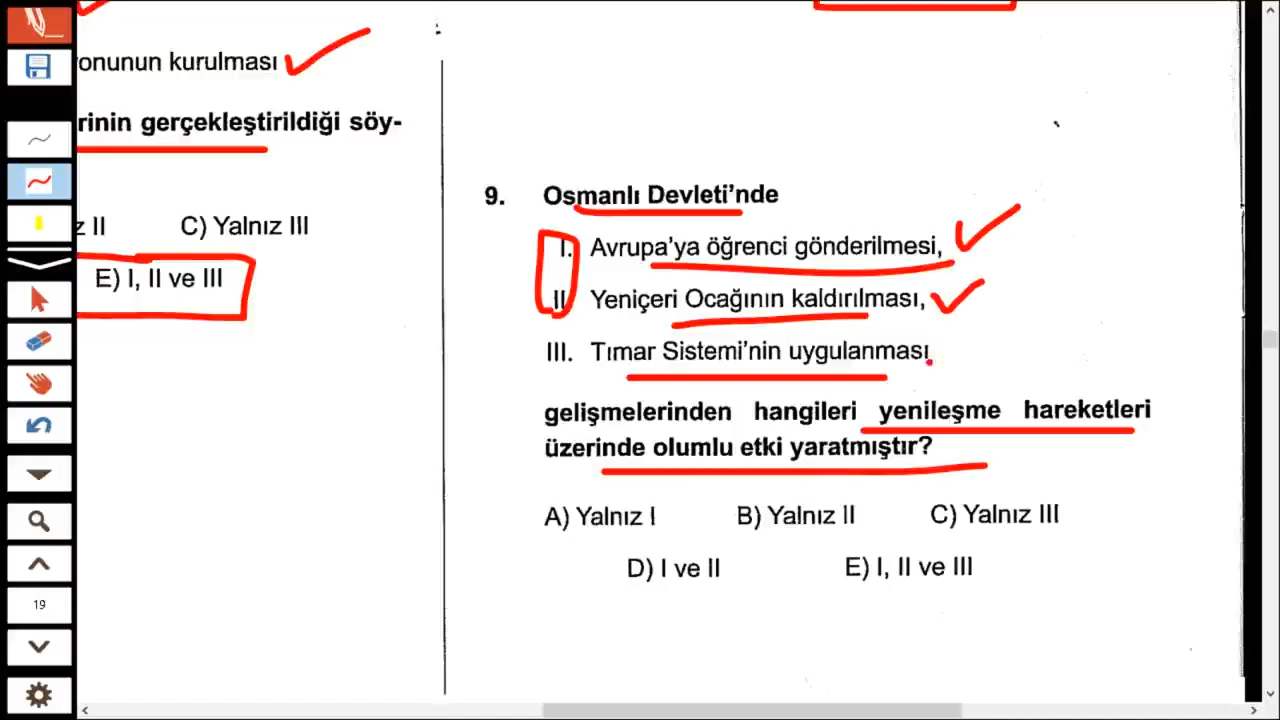 onunun kurulması
rinin gerçekleştirildiği söy-
z II C) Yalnız III
E) I, II ve III
9. Osmanlı Devleti’nde
I. Avrupa’ya öğrenci gönderilmesi,
II. Yeniçeri Ocağının kaldırılması,
III. Tımar Sistemi’nin uygulanması
gelişmelerinden hangileri yenileşme hareketleri
üzerinde olumlu etki yaratmıştır?
A) Yalnız I B) Yalnız II C) Yalnız III
D) I ve II E) I, II ve III
19